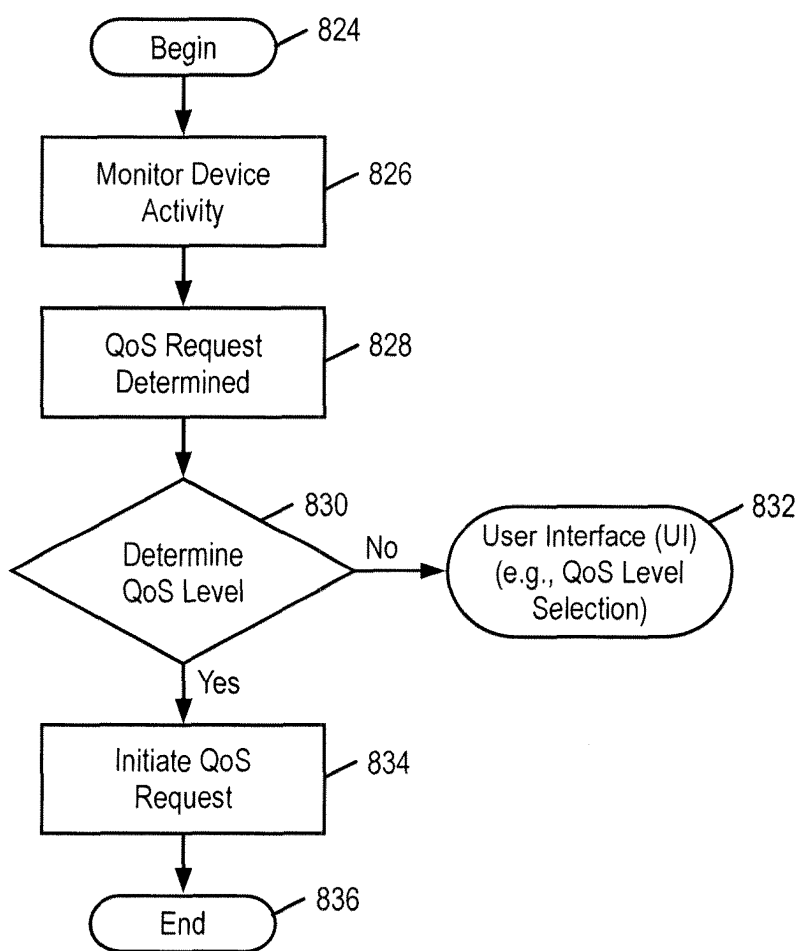 Begin
824
Monitor Device
Activity
826
QoS Request
Determined
828
830
Determine
QoS Level
No
832
User Interface (UI)
(e.g., QoS Level
Selection)
Yes
Initiate QoS
Request
834
End
836